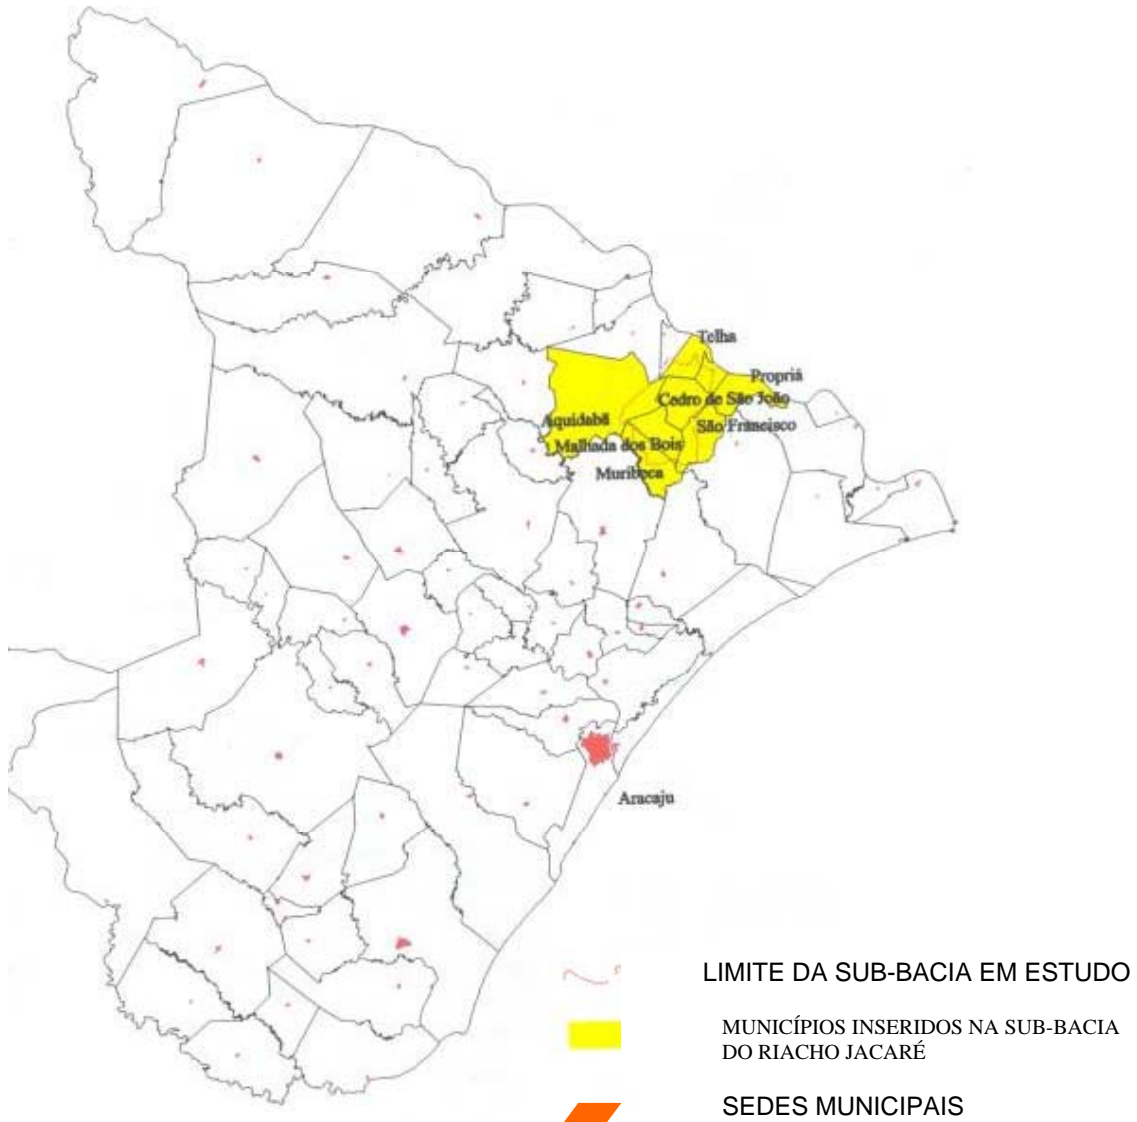 Telha
Propriá
Cedro de São João
Aquidabã
São Francisco
Malhada dos Bois
Muribeca
Aracaju
LIMITE DA SUB-BACIA EM ESTUDO
MUNICÍPIOS INSERIDOS NA SUB-BACIA
DO RIACHO JACARÉ
SEDES MUNICIPAIS